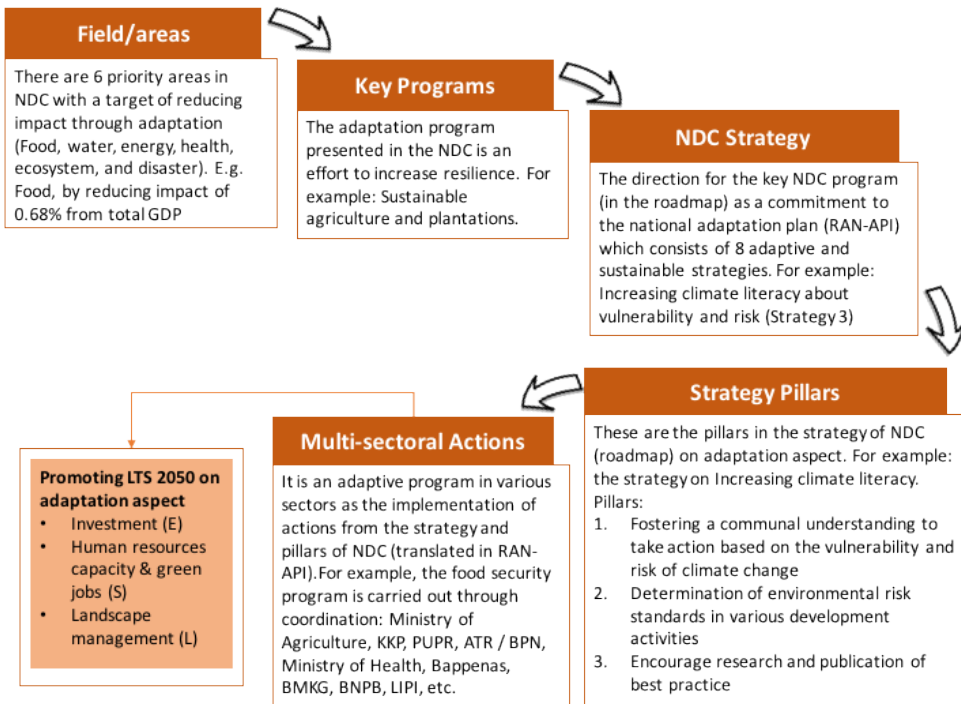 Field/areas
There are 6 priority areas in
NDC with a target of reducing
impact through adaptation
(Food, water, energy, health,
ecosystem, and disaster). E.g.
Food, by reducing impact of
0.68% from total GDP
Key Programs
The adaptation program
presented in the NDC is an
effort to increase resilience. For
example: Sustainable
agriculture and plantations.
NDC Strategy
The direction for the key NDC program
(in the roadmap) as a commitment to
the national adaptation plan (RAN-API)
which consists of 8 adaptive and
sustainable strategies. For example:
Increasing climate literacy about
vulnerability and risk (Strategy 3)
Strategy Pillars
These are the pillars in the strategy of NDC
(roadmap) on adaptation aspect. For example:
the strategy on Increasing climate literacy.
Pillars:
1. Fostering a communal understanding to
take action based on the vulnerability and
risk of climate change
2. Determination of environmental risk
standards in various development
activities
3. Encourage research and publication of
best practice
Multi-sectoral Actions
It is an adaptive program in various
sectors as the implementation of
actions from the strategy and
pillars of NDC (translated in RAN-
API).For example, the food security
program is carried out through
coordination: Ministry of
Agriculture, KKP, PUPR, ATR / BPN,
Ministry of Health, Bappenas,
BMKG, BNPB, LIPI, etc.
Promoting LTS 2050 on
adaptation aspect
• Investment (E)
• Human resources
capacity & green
jobs (S)
• Landscape
management (L)